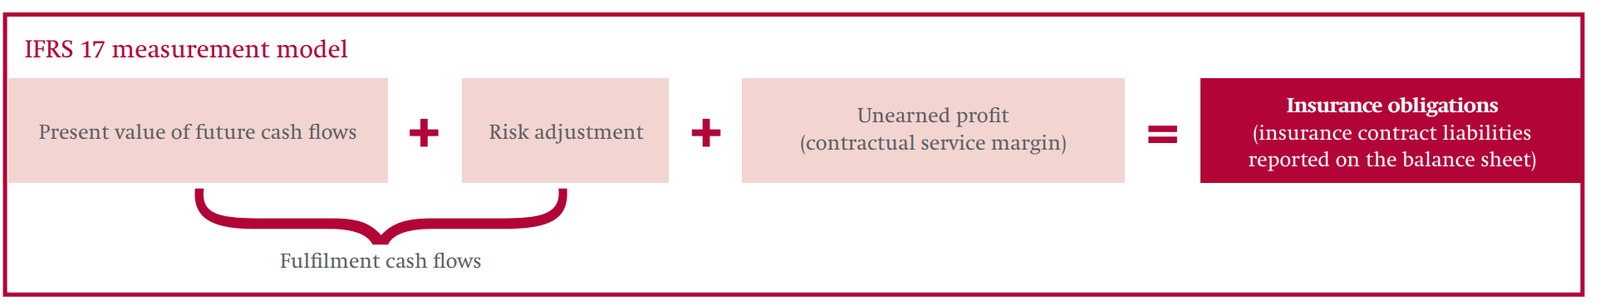 IFRS 17 measurement model
Present value of future cash flows
+
Risk adjustment
+
Unearned profit
(contractual service margin)
=
Insurance obligations
(insurance contract liabilities
reported on the balance sheet)
Fulfilment cash flows